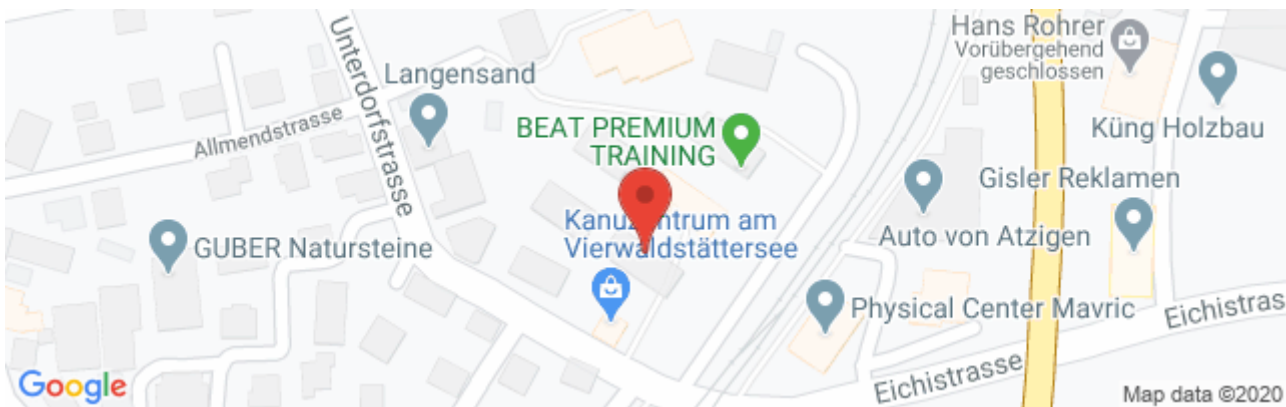 Unterdorfstrasse
Langensand
Allmendstrasse
BEAT PREMIUM
TRAINING
Hans Rohrer
Vorübergehend
geschlossen
Küng Holzbau
Gisler Reklamen
GUBER Natursteine
Kanuzentrum am
Vierwaldstättersee
Auto von Atzigen
Physical Center Mavric
Eichistras
Eichistrasse
Google
Map data ©2020